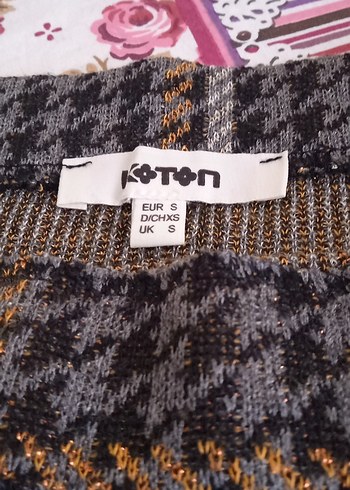 KOTON
EUR S
D/CH XS
UK S